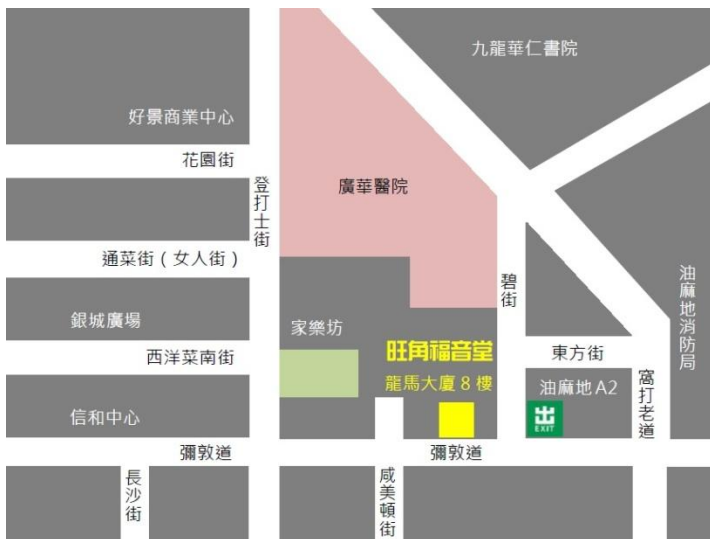 九龍華仁書院
好景商業中心
花園街
登打士街
廣華醫院
通菜街（女人街）
碧街
油麻地消防局
銀城廣場
家樂坊
旺角福音堂
龍馬大廈 8 樓
西洋菜南街
東方街
窩打老道
油麻地 A2
信和中心
出
EXIT
彌敦道
彌敦道
長沙街
咸美頓街